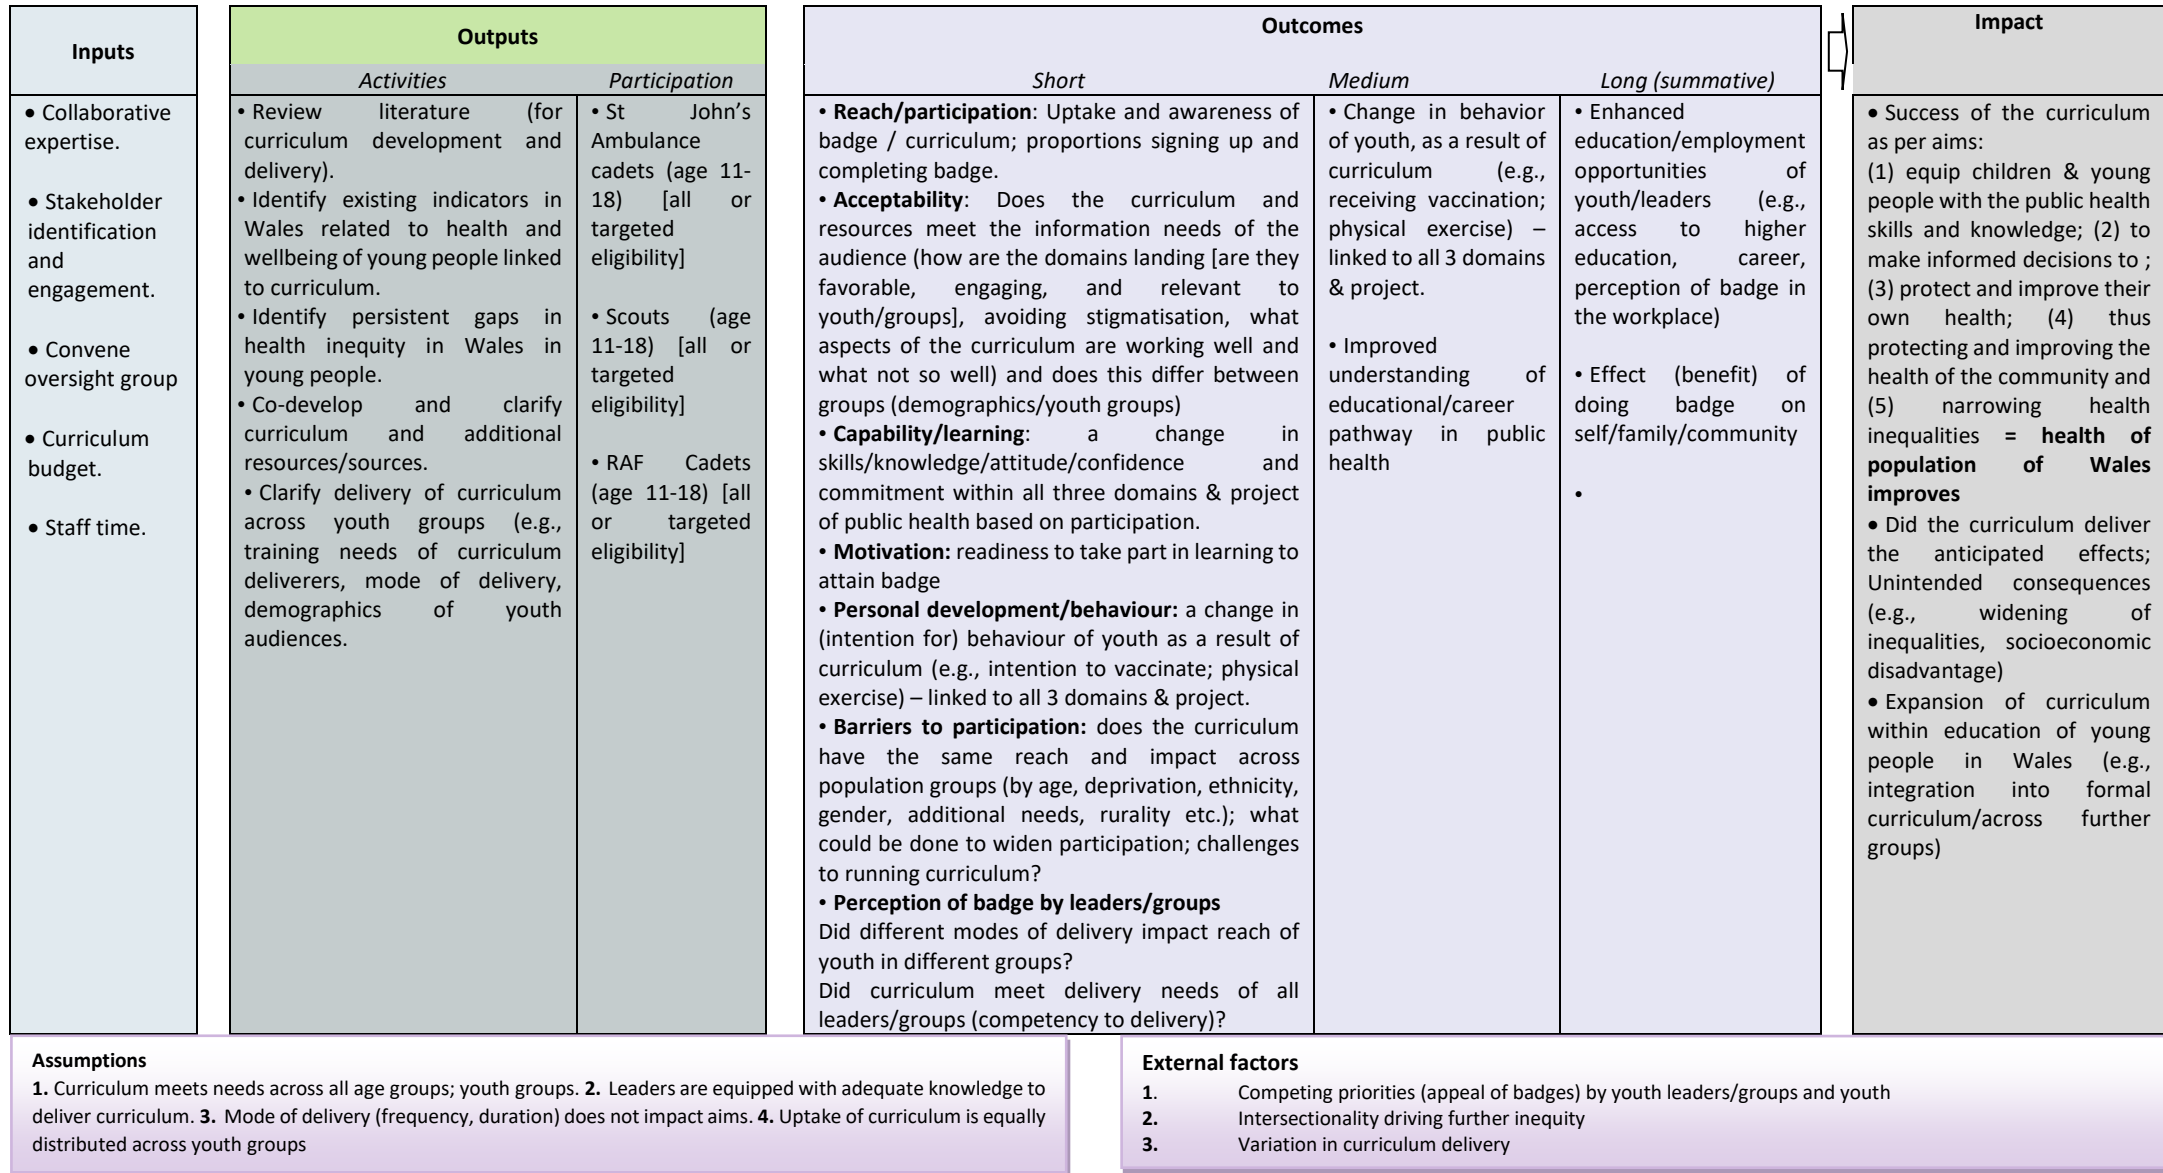 Inputs
• Collaborative
expertise.
• Stakeholder
identification
and
engagement.
• Convene
oversight group
• Curriculum
budget.
• Staff time.
Outputs
Activities
• Review literature (for
curriculum development and
delivery).
• Identify existing indicators in
Wales related to health and
wellbeing of young people linked
to curriculum.
• Identify persistent gaps in
health inequity in Wales in
young people.
• Co-develop and clarify
curriculum and additional
resources/sources.
• Clarify delivery of curriculum
across youth groups (e.g.,
training needs of curriculum
deliverers, mode of delivery,
demographics of youth
audiences.
Participation
• St John’s
Ambulance
cadets (age 11-
18) [all or
targeted
eligibility]
• Scouts (age
11-18) [all or
targeted
eligibility]
• RAF Cadets
(age 11-18) [all
or targeted
eligibility]
Outcomes
Short
• Reach/participation: Uptake and awareness of
badge / curriculum; proportions signing up and
completing badge.
• Acceptability: Does the curriculum and
resources meet the information needs of the
audience (how are the domains landing [are they
favorable, engaging, and relevant to
youth/groups], avoiding stigmatisation, what
aspects of the curriculum are working well and
what not so well) and does this differ between
groups (demographics/youth groups)
• Capability/learning: a change in
skills/knowledge/attitude/confidence and
commitment within all three domains & project
of public health based on participation.
• Motivation: readiness to take part in learning to
attain badge
• Personal development/behaviour: a change in
(intention for) behaviour of youth as a result of
curriculum (e.g., intention to vaccinate; physical
exercise) – linked to all 3 domains & project.
• Barriers to participation: does the curriculum
have the same reach and impact across
population groups (by age, deprivation, ethnicity,
gender, additional needs, rurality etc.); what
could be done to widen participation; challenges
to running curriculum?
• Perception of badge by leaders/groups
Did different modes of delivery impact reach of
youth in different groups?
Did curriculum meet delivery needs of all
leaders/groups (competency to delivery)?
Medium
• Change in behavior
of youth, as a result of
curriculum (e.g.,
receiving vaccination;
physical exercise) –
linked to all 3 domains
& project.
• Improved
understanding of
educational/career
pathway in public
health
Long (summative)
• Enhanced
education/employment
opportunities of
youth/leaders (e.g.,
access to higher
education, career,
perception of badge in
the workplace)
• Effect (benefit) of
doing badge on
self/family/community
•
Impact
• Success of the curriculum
as per aims:
(1) equip children & young
people with the public health
skills and knowledge; (2) to
make informed decisions to ;
(3) protect and improve their
own health; (4) thus
protecting and improving the
health of the community and
(5) narrowing health
inequalities = health of
population of Wales
improves
• Did the curriculum deliver
the anticipated effects;
Unintended consequences
(e.g., widening of
inequalities, socioeconomic
disadvantage)
• Expansion of curriculum
within education of young
people in Wales (e.g.,
integration into formal
curriculum/across further
groups)
Assumptions
1. Curriculum meets needs across all age groups; youth groups. 2. Leaders are equipped with adequate knowledge to
deliver curriculum. 3. Mode of delivery (frequency, duration) does not impact aims. 4. Uptake of curriculum is equally
distributed across youth groups
External factors
1. Competing priorities (appeal of badges) by youth leaders/groups and youth
2. Intersectionality driving further inequity
3. Variation in curriculum delivery